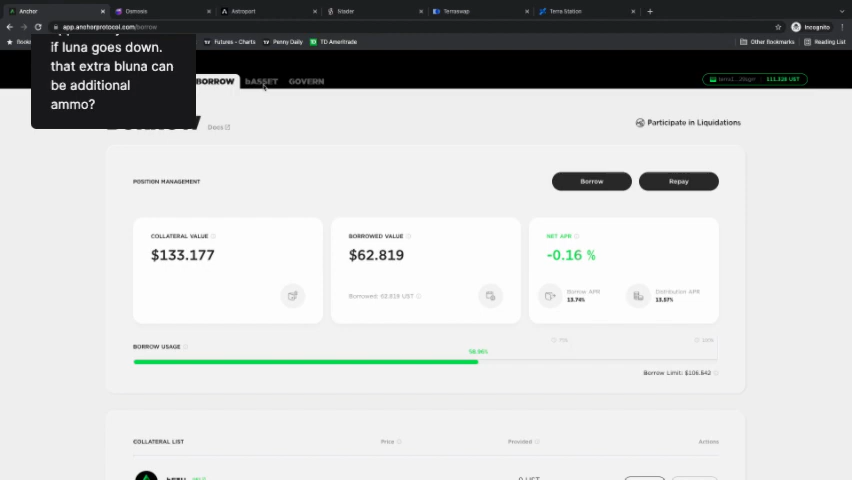 Anchor
Osmosis
Astroport
Stader
Terraswap
Terra Station
app.anchorprotocol.com/borrow
Incognito
Futures – Charts
Penny Daily
TD Ameritrade
Other Bookmarks
Reading List
if luna goes down.
that extra bluna can
be additional
ammo?
BORROW
bASSET
GOVERN
111.328 UST
Docs
Participate in Liquidations
POSITION MANAGEMENT
Borrow
Repay
COLLATERAL VALUE
BORROWED VALUE
NET APR
$133.177
$62.819
-0.16 %
Borrowed: 62.819 UST
Borrow APR
13.74%
Distribution APR
13.57%
BORROW USAGE
58.96%
Borrow Limit: $106.542
COLLATERAL LIST
Price
Provided
Actions